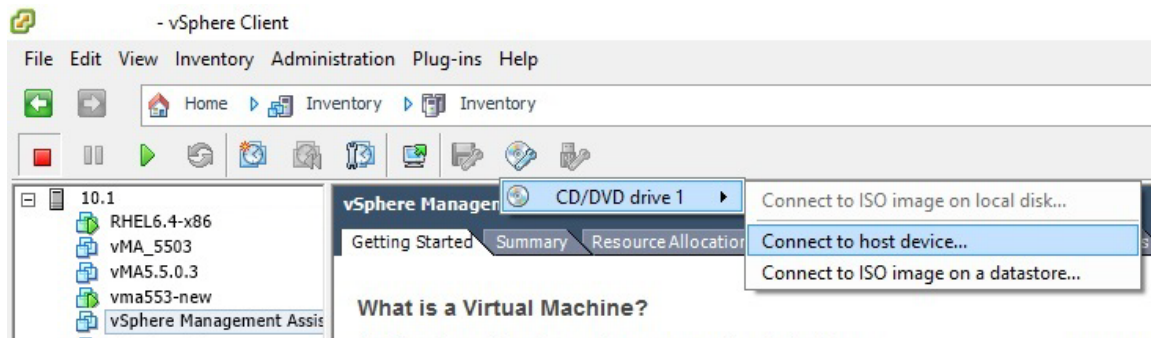 - vSphere Client
File Edit View Inventory Administration Plug-ins Help
Home Inventory Inventory
10.1
RHEL6.4-x86
vMA_5503
vMA5.5.0.3
vma553-new
vSphere Management Assis
vSphere Manager
CD/DVD drive 1
Connect to ISO image on local disk...
Connect to host device...
Connect to ISO image on a datastore...
Getting Started Summary Resource Allocation
What is a Virtual Machine?